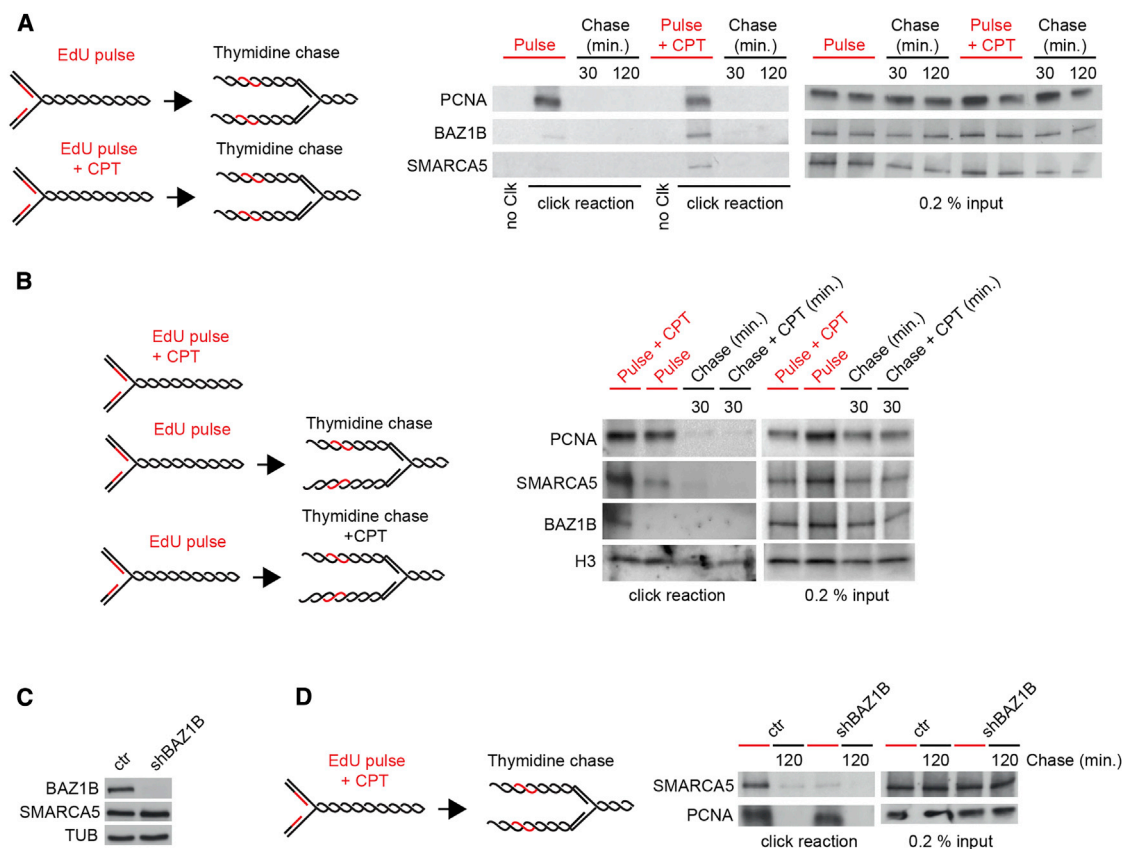 A
EdU pulse
Thymidine chase
EdU pulse
+ CPT
Thymidine chase
Pulse
Chase
(min.)
Pulse
+ CPT
Chase
(min.)
Pulse
Chase
(min.)
Pulse
+ CPT
Chase
(min.)
30 120 30 120 30 120 30 120
PCNA
BAZ1B
SMARCA5
no Clk
click reaction
no Clk
click reaction
0.2 % input
B
EdU pulse
+ CPT
EdU pulse
Thymidine chase
EdU pulse
Thymidine chase
+CPT
Pulse + CPT
Pulse
Chase (min.)
Chase + CPT (min.)
Pulse + CPT
Pulse
Chase (min.)
Chase + CPT (min.)
30 30 30 30
PCNA
SMARCA5
BAZ1B
H3
click reaction
0.2 % input
C
ctr
shBAZ1B
BAZ1B
SMARCA5
TUB
D
EdU pulse
+ CPT
Thymidine chase
ctr
shBAZ1B
ctr
shBAZ1B
120 120 120 120 Chase (min.)
SMARCA5
PCNA
click reaction
0.2 % input